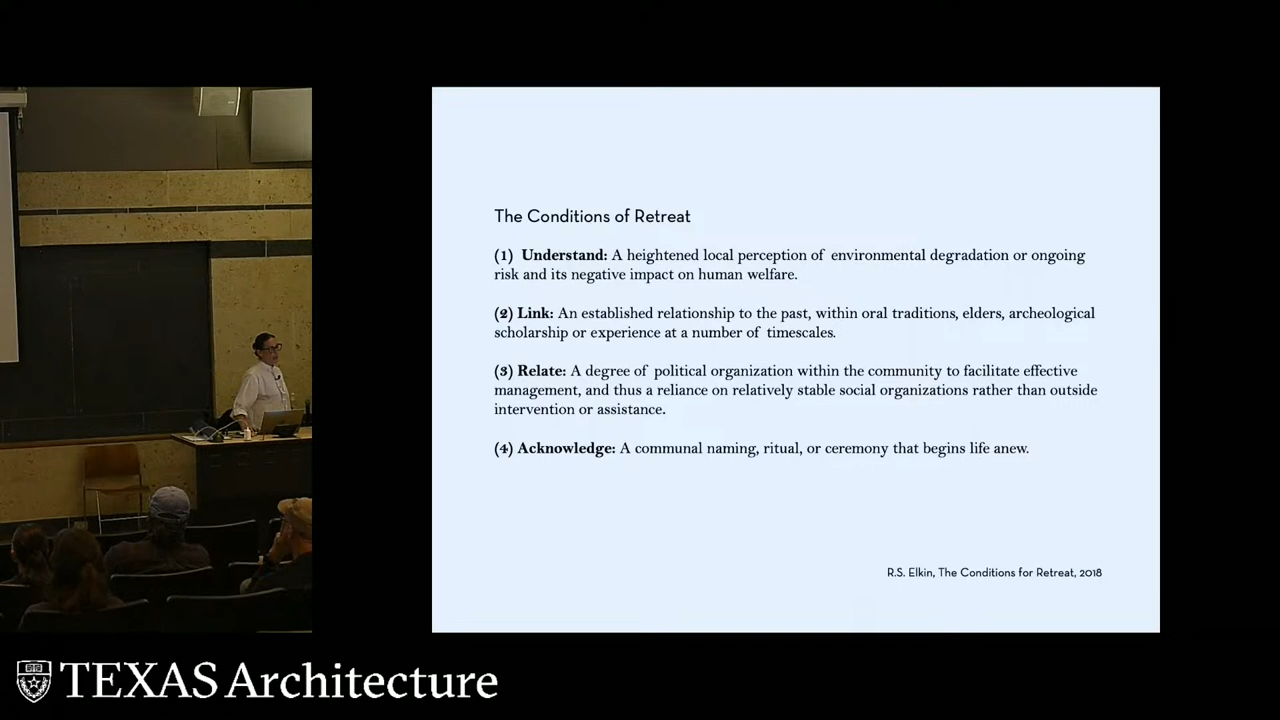 The Conditions of Retreat
(1) Understand: A heightened local perception of environmental degradation or ongoing
risk and its negative impact on human welfare.
(2) Link: An established relationship to the past, within oral traditions, elders, archeological
scholarship or experience at a number of timescales.
(3) Relate: A degree of political organization within the community to facilitate effective
management, and thus a reliance on relatively stable social organizations rather than outside
intervention or assistance.
(4) Acknowledge: A communal naming, ritual, or ceremony that begins life anew.
R.S. Elkin, The Conditions for Retreat, 2018
TEXAS Architecture